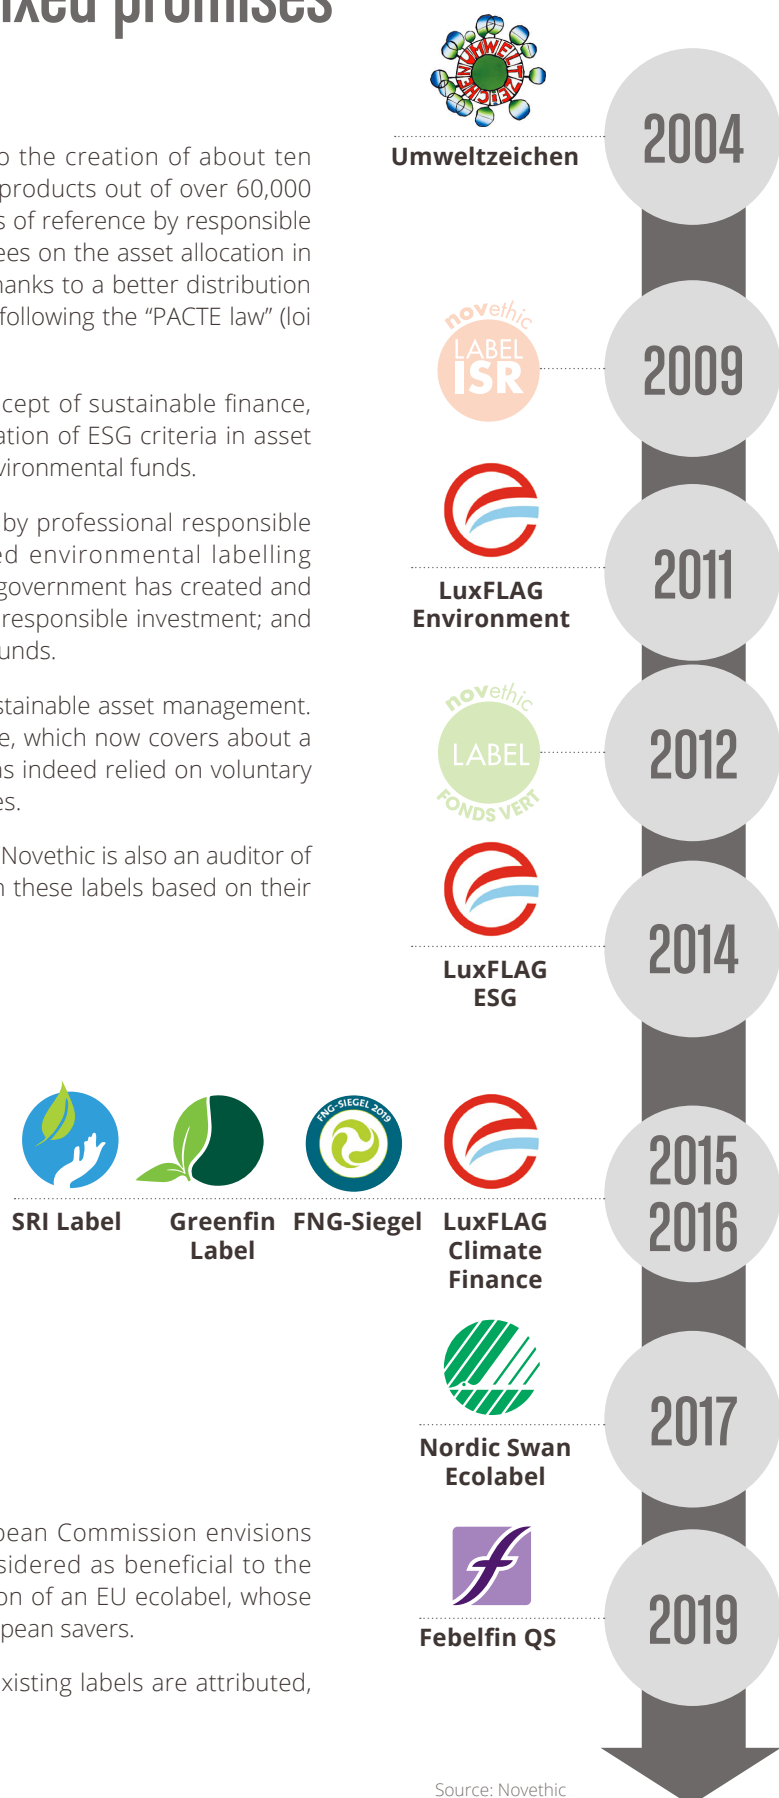 promises
o the creation of about ten
products out of over 60,000
s of reference by responsible
ees on the asset allocation in
hanks to a better distribution
following the “PACTE law” (loi
cept of sustainable finance,
ation of ESG criteria in asset
vironmental funds.
by professional responsible
ed environmental labelling
government has created and
responsible investment; and
unds.
stainable asset management.
e, which now covers about a
as indeed relied on voluntary
es.
Novethic is also an auditor of
n these labels based on their
pean Commission envisions
sidered as beneficial to the
on of an EU ecolabel, whose
pean savers.
xisting labels are attributed,
UMWELTZEICHEN
Umweltzeichen
2004
novethic
LABEL
ISR
2009
LuxFLAG
Environment
2011
novethic
LABEL
FONDS VERT
2012
LuxFLAG
ESG
2014
SRI Label
Greenfin
Label
FNG-SIEGEL 2019
FNG-Siegel
LuxFLAG
Climate
Finance
2015
2016
Nordic Swan
Ecolabel
2017
f
Febelfin QS
2019
Source: Novethic